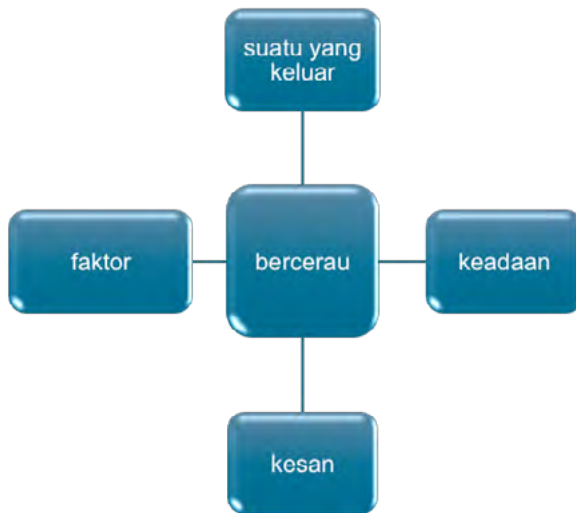 suatu yang
keluar
faktor
bercerau
keadaan
kesan